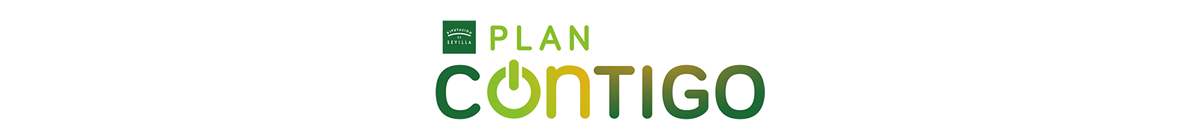 DIPUTACIÓN
DE
SEVILLA
PLAN
CONTIGO